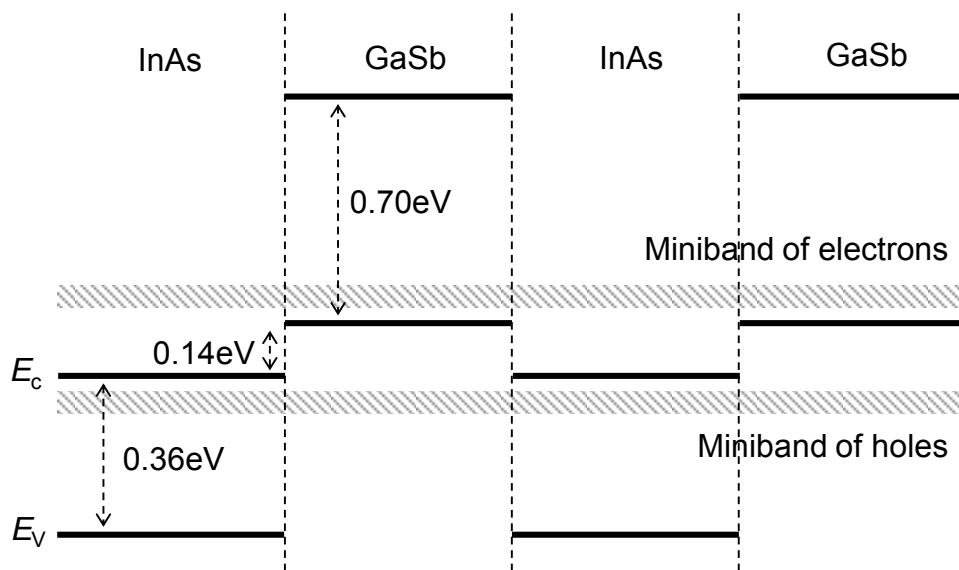 InAs
GaSb
InAs
GaSb
0.70eV
Miniband of electrons
0.14eV
Ec
0.36eV
Miniband of holes
EV